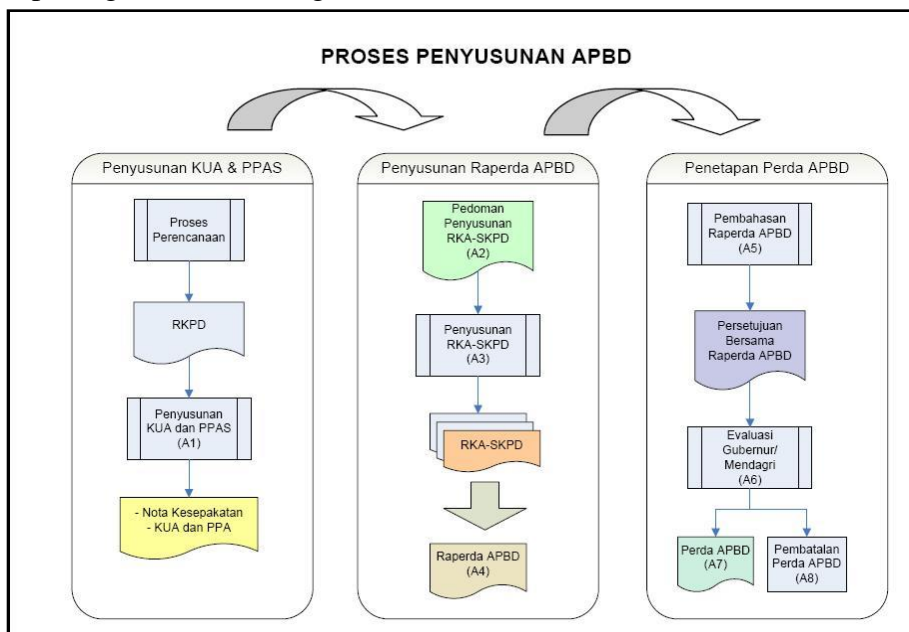 PROSES PENYUSUNAN APBD
Penyusunan KUA & PPAS
Proses
Perencanaan
RKPD
Penyusunan
KUA dan PPAS
(A1)
- Nota Kesepakatan
- KUA dan PPA
Penyusunan Raperda APBD
Pedoman
Penyusunan
RKA-SKPD
(A2)
Penyusunan
RKA-SKPD
(A3)
RKA-SKPD
Raperda APBD
(A4)
Penetapan Perda APBD
Pembahasan
Raperda APBD
(A5)
Persetujuan
Bersama
Raperda APBD
Evaluasi
Gubernur/
Mendagri
(A6)
Perda APBD
(A7)
Pembatalan
Perda APBD
(A8)